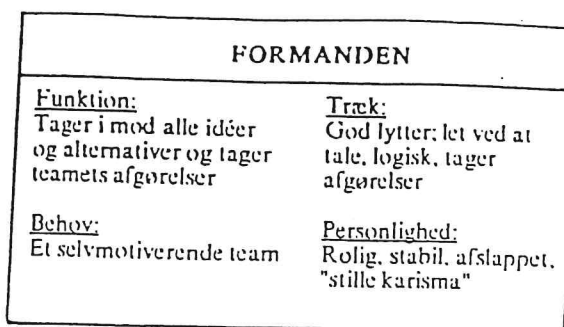 FORMANDEN
Funktion:
Tager i mod alle idéer
og alternativer og tager
teamets afgørelser
Træk:
God lytter; let ved at
tale, logisk, tager
afgørelser
Behov:
Et selvmotiverende team
Personlighed:
Rolig, stabil, afslappet,
"stille karisma"